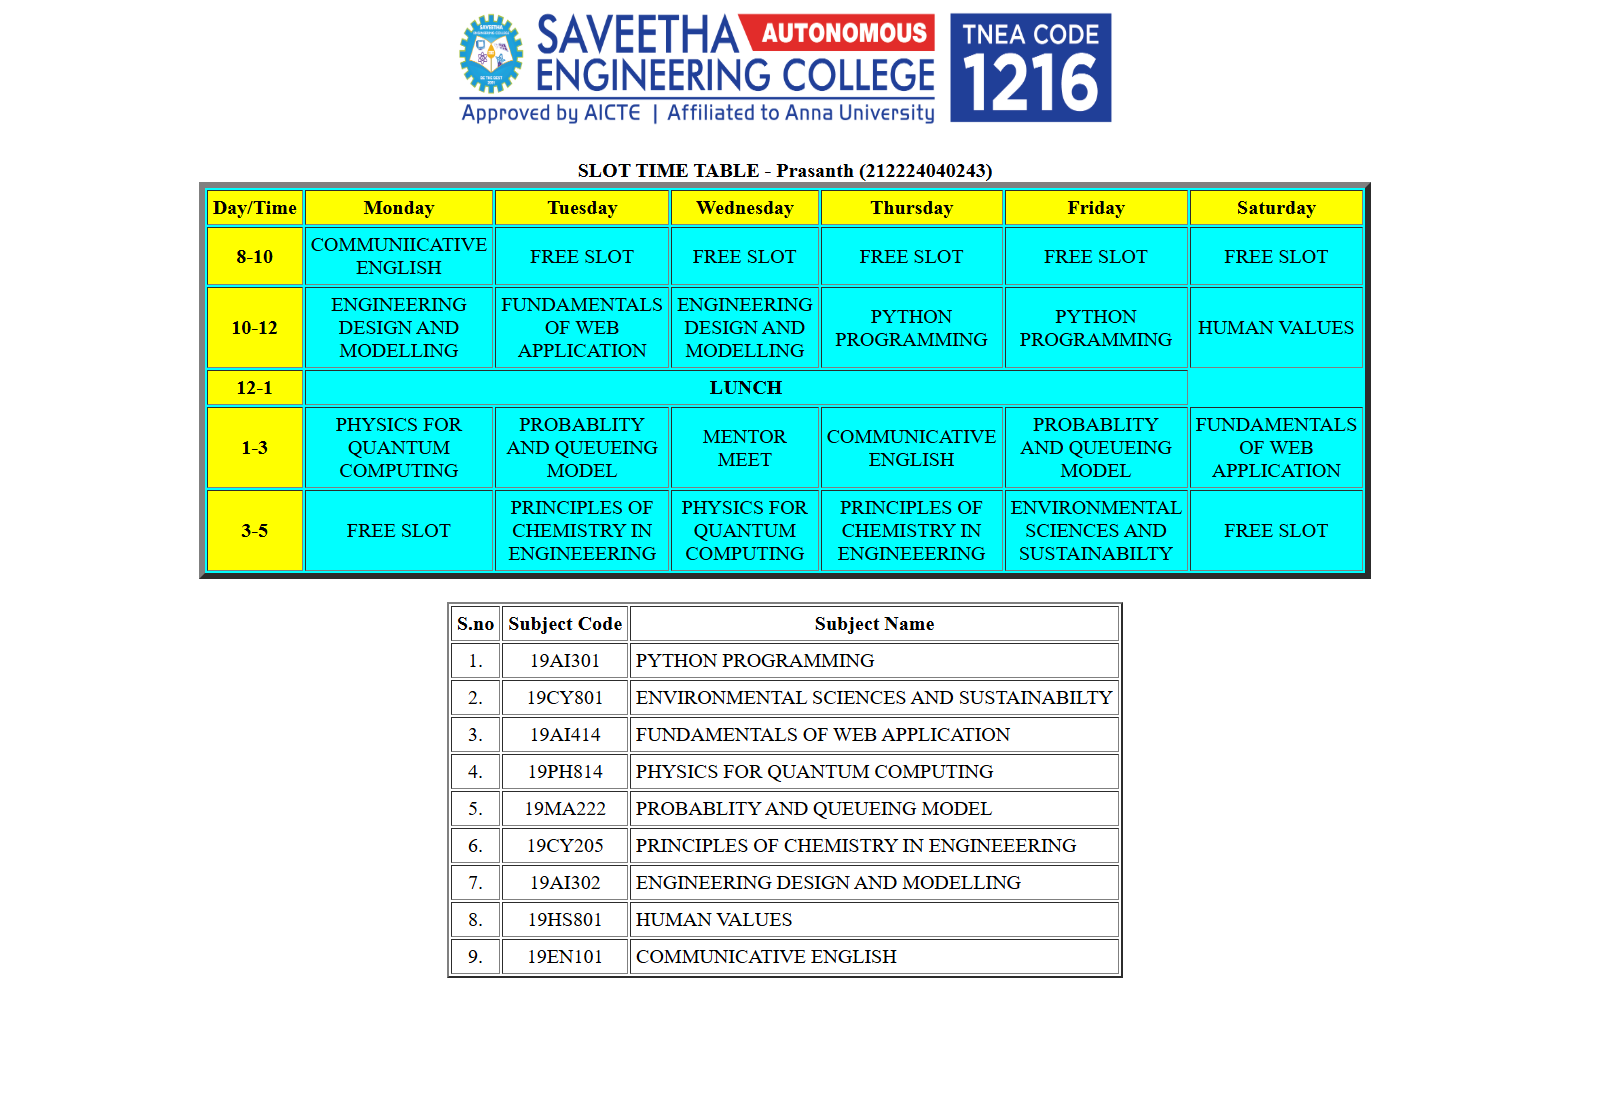 SAVEETHA AUTONOMOUS
ENGINEERING COLLEGE
Approved by AICTE | Affiliated to Anna University
TNEA CODE
1216
SLOT TIME TABLE - Prasanth (212224040243)
Day/Time Monday Tuesday Wednesday Thursday Friday Saturday
8-10 COMMUNIICATIVE ENGLISH FREE SLOT FREE SLOT FREE SLOT FREE SLOT FREE SLOT
10-12 ENGINEERING DESIGN AND MODELLING FUNDAMENTALS OF WEB APPLICATION ENGINEERING DESIGN AND MODELLING PYTHON PROGRAMMING PYTHON PROGRAMMING HUMAN VALUES
12-1 LUNCH
1-3 PHYSICS FOR QUANTUM COMPUTING PROBABLITY AND QUEUEING MODEL MENTOR MEET COMMUNICATIVE ENGLISH PROBABLITY AND QUEUEING MODEL FUNDAMENTALS OF WEB APPLICATION
3-5 FREE SLOT PRINCIPLES OF CHEMISTRY IN ENGINEEERING PHYSICS FOR QUANTUM COMPUTING PRINCIPLES OF CHEMISTRY IN ENGINEEERING ENVIRONMENTAL SCIENCES AND SUSTAINABILTY FREE SLOT
S.no Subject Code Subject Name
1. 19AI301 PYTHON PROGRAMMING
2. 19CY801 ENVIRONMENTAL SCIENCES AND SUSTAINABILTY
3. 19AI414 FUNDAMENTALS OF WEB APPLICATION
4. 19PH814 PHYSICS FOR QUANTUM COMPUTING
5. 19MA222 PROBABLITY AND QUEUEING MODEL
6. 19CY205 PRINCIPLES OF CHEMISTRY IN ENGINEEERING
7. 19AI302 ENGINEERING DESIGN AND MODELLING
8. 19HS801 HUMAN VALUES
9. 19EN101 COMMUNICATIVE ENGLISH